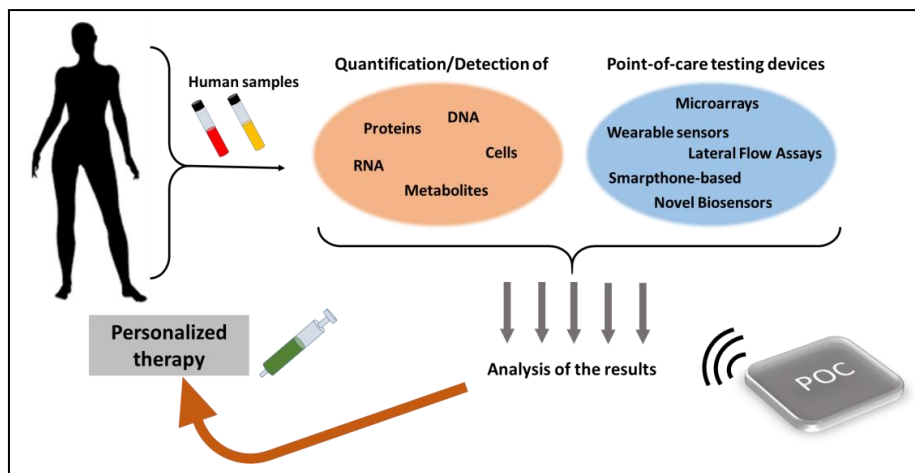 Human samples
Quantification/Detection of
Proteins
DNA
RNA
Cells
Metabolites
Point-of-care testing devices
Microarrays
Wearable sensors
Lateral Flow Assays
Smarpthone-based
Novel Biosensors
Analysis of the results
POC
Personalized
therapy